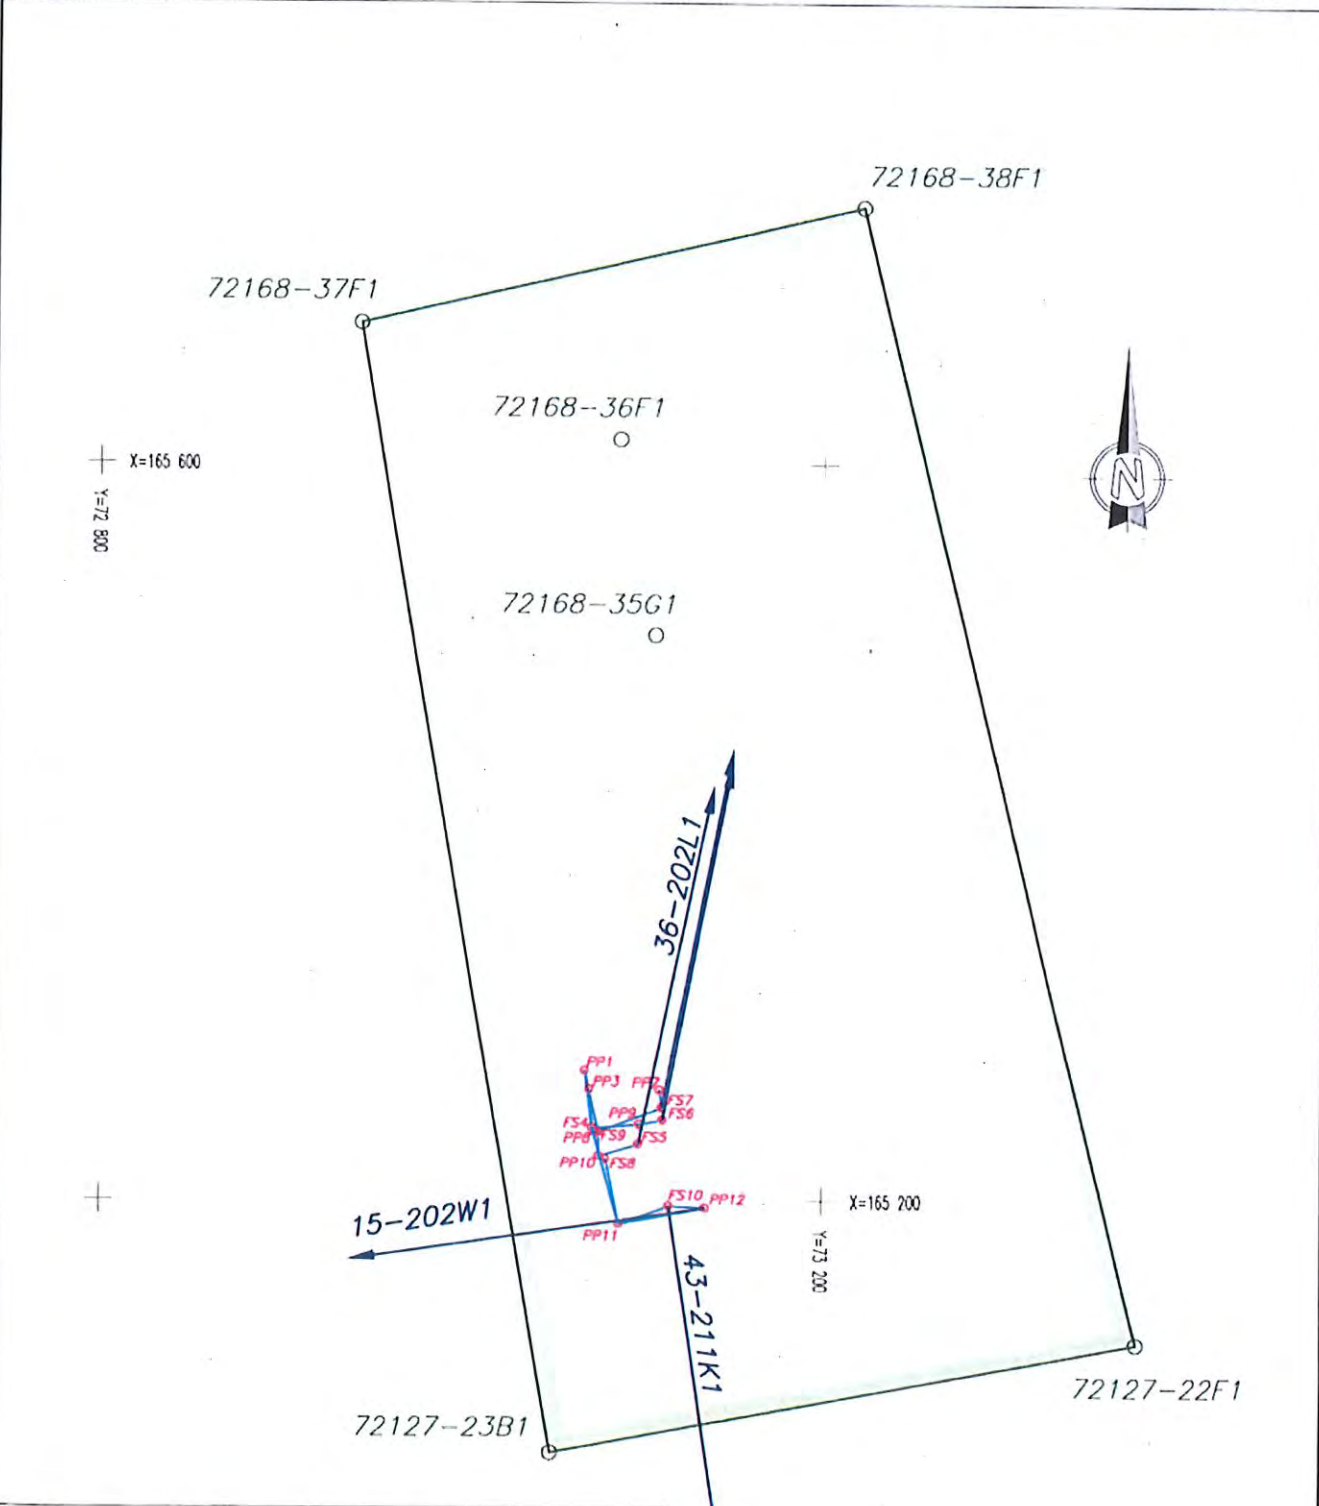 72168-38F1
72168-37F1
72168-36F1
X=165 600
Y=72 800
N
72168-35G1
36-202L1
PP1
PP3
PP7
FS7
PP9
FS6
FS4
PP8
FS9
FS5
PP10
FS8
FS10
PP12
X=165 200
15-202W1
PP11
Y=73 200
43-211K1
72127-22F1
72127-23B1